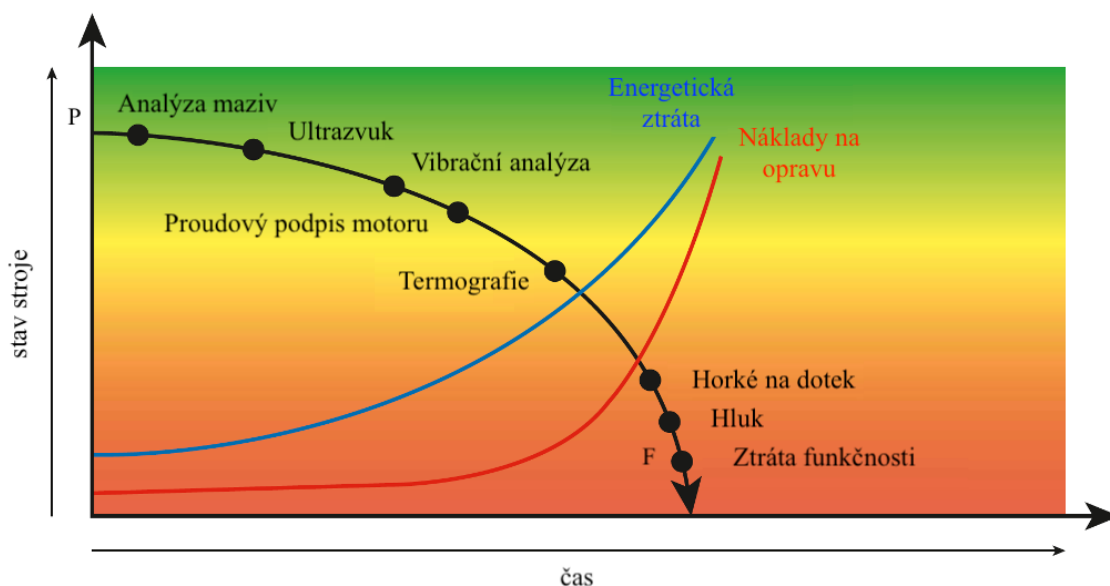 Energetická
ztráta
P
Analýza maziv
Ultrazvuk
Náklady na
opravu
Vibrační analýza
Proudový podpis motoru
Termografie
stav stroje
Horké na dotek
Hluk
F
Ztráta funkčnosti
čas